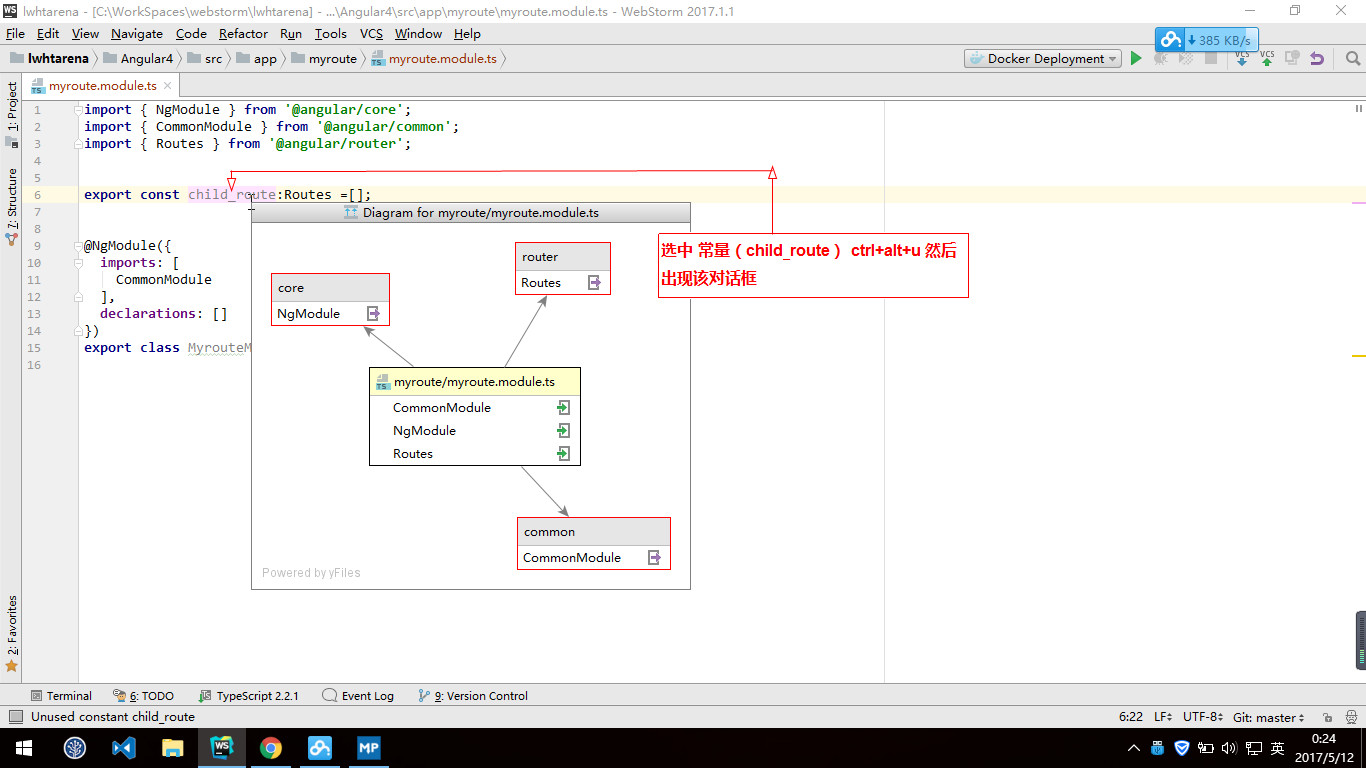 lwhtarena - [C:\WorkSpaces\webstorm\lwhtarena] - ...\Angular4\src\app\myroute\myroute.module.ts - WebStorm 2017.1.1
File Edit View Navigate Code Refactor Run Tools VCS Window Help
385 KB/s
lwhtarena Angular4 src app myroute myroute.module.ts
Docker Deployment
VCS VCS
myroute.module.ts
1: Project
7: Structure
2: Favorites
1 import { NgModule } from '@angular/core';
2 import { CommonModule } from '@angular/common';
3 import { Routes } from '@angular/router';
4
5
6 export const child_route:Routes =[];
7
8
9 @NgModule({
10 imports: [
11 CommonModule
12 ],
13 declarations: []
14 })
15 export class MyrouteM
16
Diagram for myroute/myroute.module.ts
router
Routes
core
NgModule
myroute/myroute.module.ts
CommonModule
NgModule
Routes
common
CommonModule
Powered by yFiles
选中 常量（child_route） ctrl+alt+u 然后
出现该对话框
Terminal 6: TODO TypeScript 2.2.1 Event Log 9: Version Control
Unused constant child_route
6:22 LF UTF-8 Git: master
WS
MP
英
0:24
2017/5/12